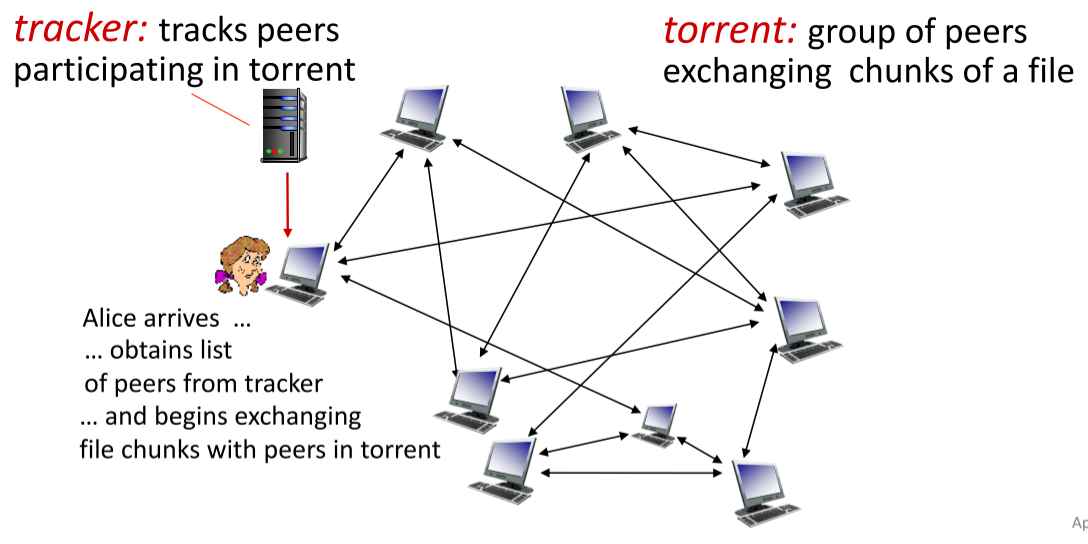 tracker: tracks peers
participating in torrent
torrent: group of peers
exchanging chunks of a file
Alice arrives …
… obtains list
of peers from tracker
… and begins exchanging
file chunks with peers in torrent
Ap